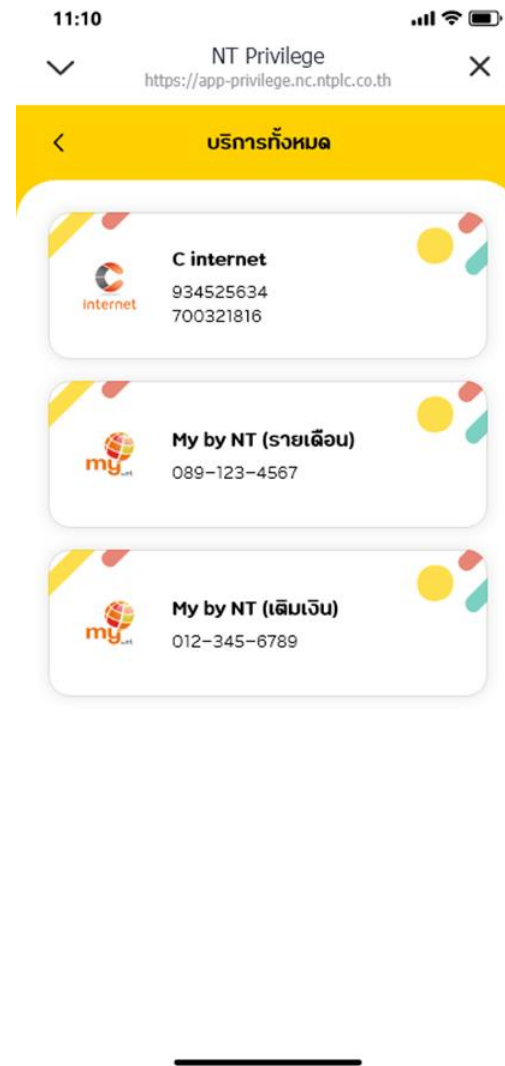 11:10
NT Privilege
https://app-privilege.nc.ntplc.co.th
บริการทั้งหมด
C internet
934525634
700321816
internet
My by NT (รายเดือน)
089-123-4567
my
My by NT (เติมเงิน)
012-345-6789
my